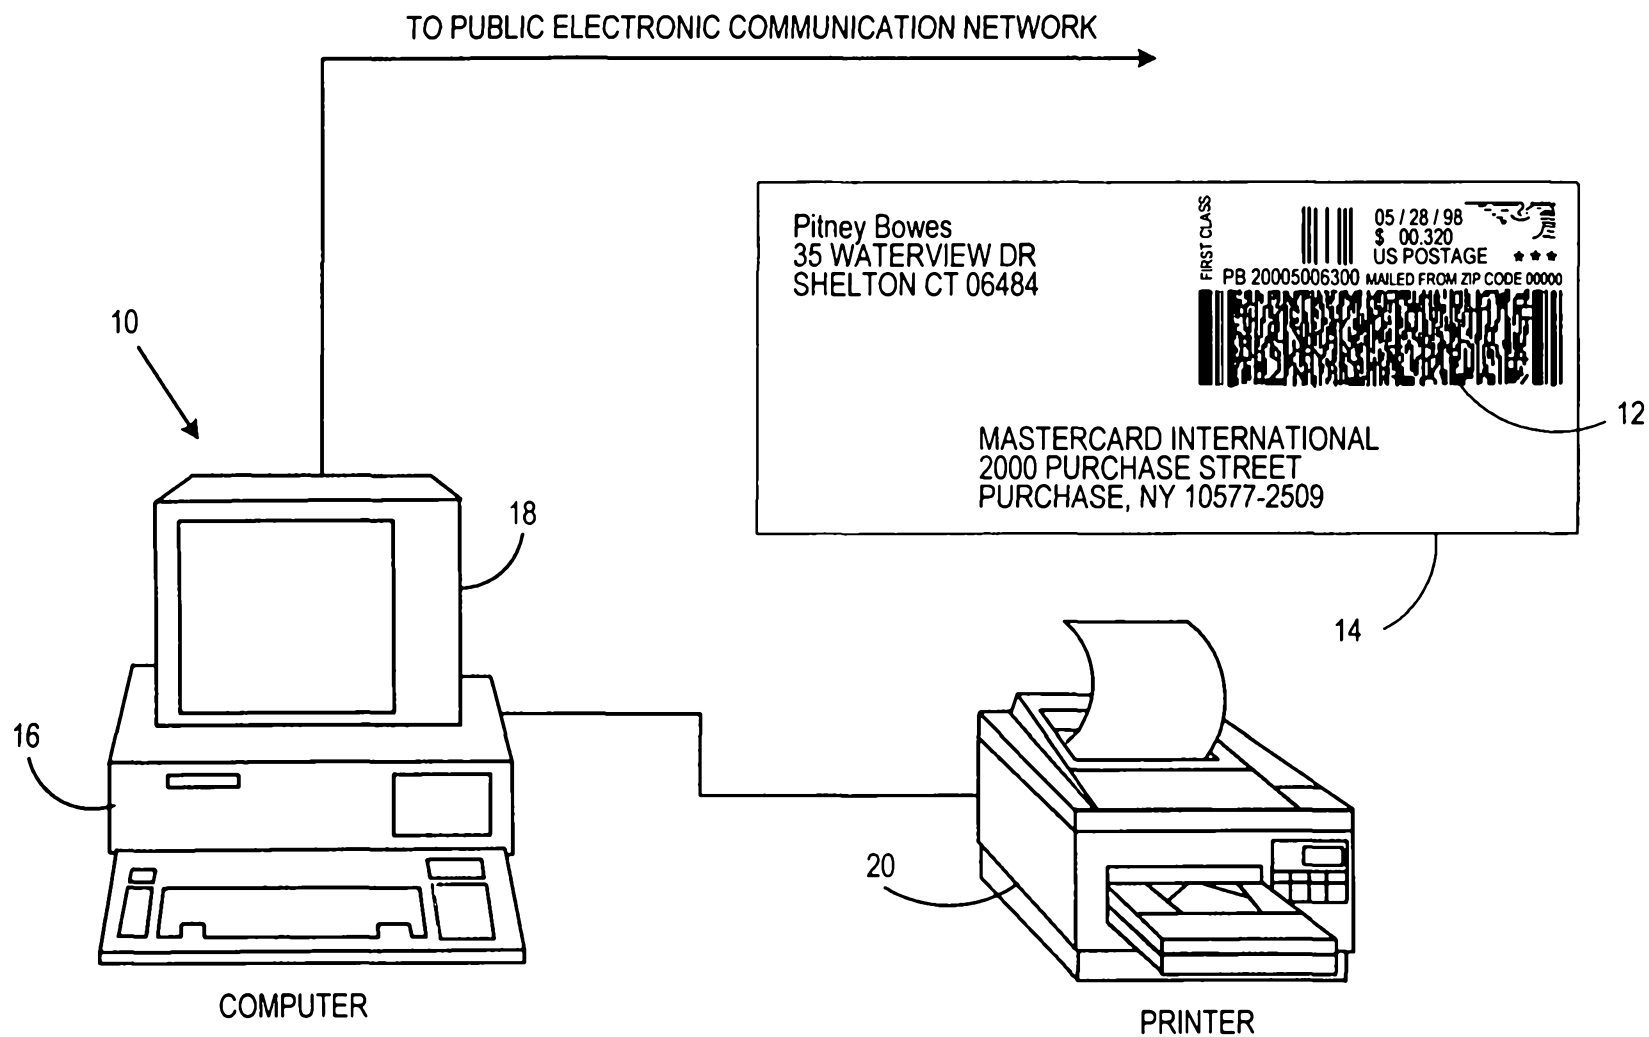 TO PUBLIC ELECTRONIC COMMUNICATION NETWORK
Pitney Bowes
35 WATERVIEW DR
SHELTON CT 06484
FIRST CLASS
05 / 28 / 98
$ 00.320
US POSTAGE
PB 20005006300 MAILED FROM ZIP CODE 00000
10
12
MASTERCARD INTERNATIONAL
2000 PURCHASE STREET
PURCHASE, NY 10577-2509
18
14
16
20
COMPUTER
PRINTER